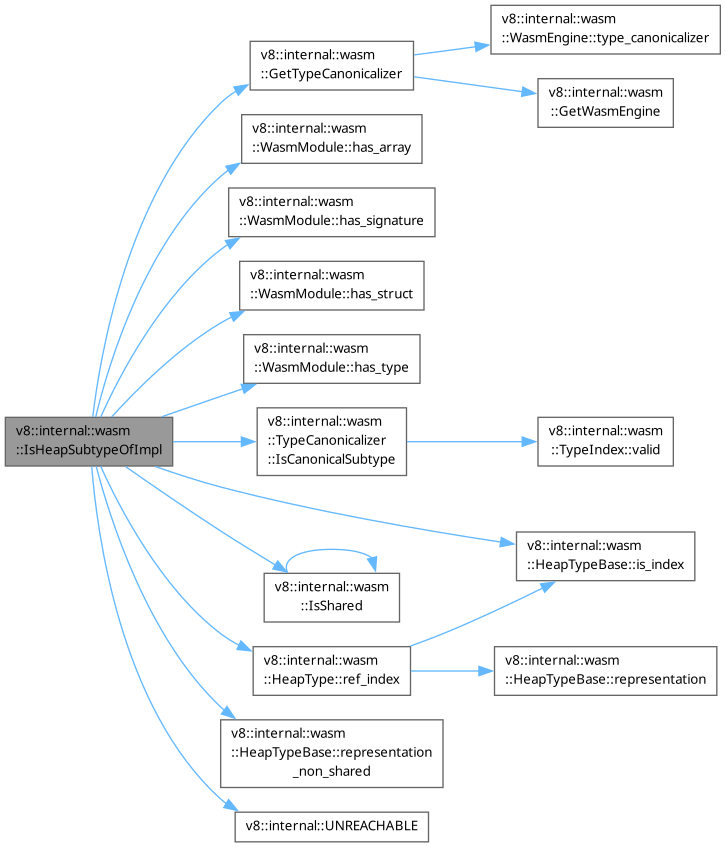 v8::internal::wasm
::IsHeapSubtypeOfImpl
v8::internal::wasm
::GetTypeCanonicalizer
v8::internal::wasm
::WasmEngine::type_canonicalizer
v8::internal::wasm
::GetWasmEngine
v8::internal::wasm
::WasmModule::has_array
v8::internal::wasm
::WasmModule::has_signature
v8::internal::wasm
::WasmModule::has_struct
v8::internal::wasm
::WasmModule::has_type
v8::internal::wasm
::TypeCanonicalizer
::IsCanonicalSubtype
v8::internal::wasm
::TypeIndex::valid
v8::internal::wasm
::HeapTypeBase::is_index
v8::internal::wasm
::IsShared
v8::internal::wasm
::HeapType::ref_index
v8::internal::wasm
::HeapTypeBase::representation
v8::internal::wasm
::HeapTypeBase::representation
_non_shared
v8::internal::UNREACHABLE